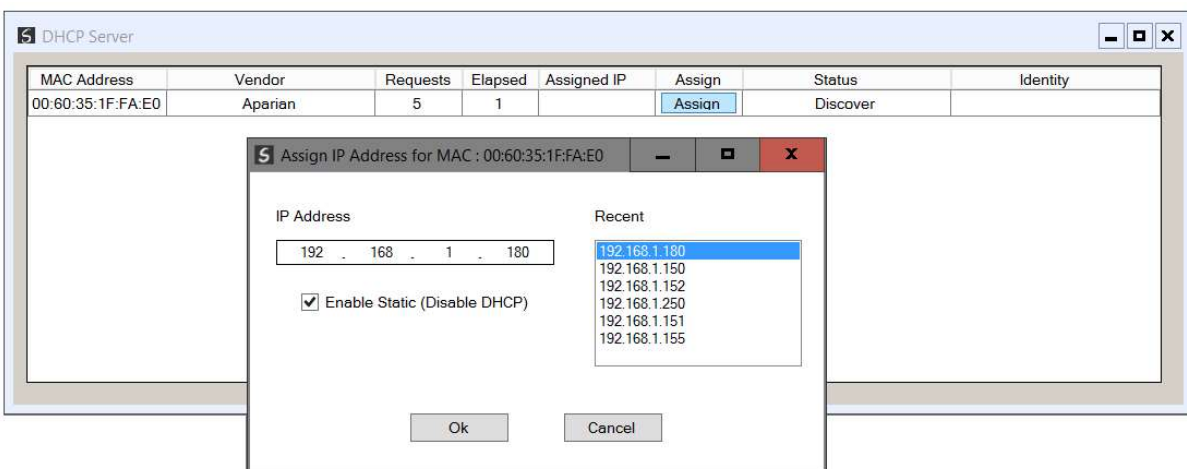 DHCP Server
MAC Address Vendor Requests Elapsed Assigned IP Assign Status Identity
00:60:35:1F:FA:E0 Aparian 5 1 Assign Discover
Assign IP Address for MAC : 00:60:35:1F:FA:E0
IP Address
192 . 168 . 1 . 180
Enable Static (Disable DHCP)
Recent
192.168.1.180
192.168.1.150
192.168.1.152
192.168.1.250
192.168.1.151
192.168.1.155
Ok Cancel